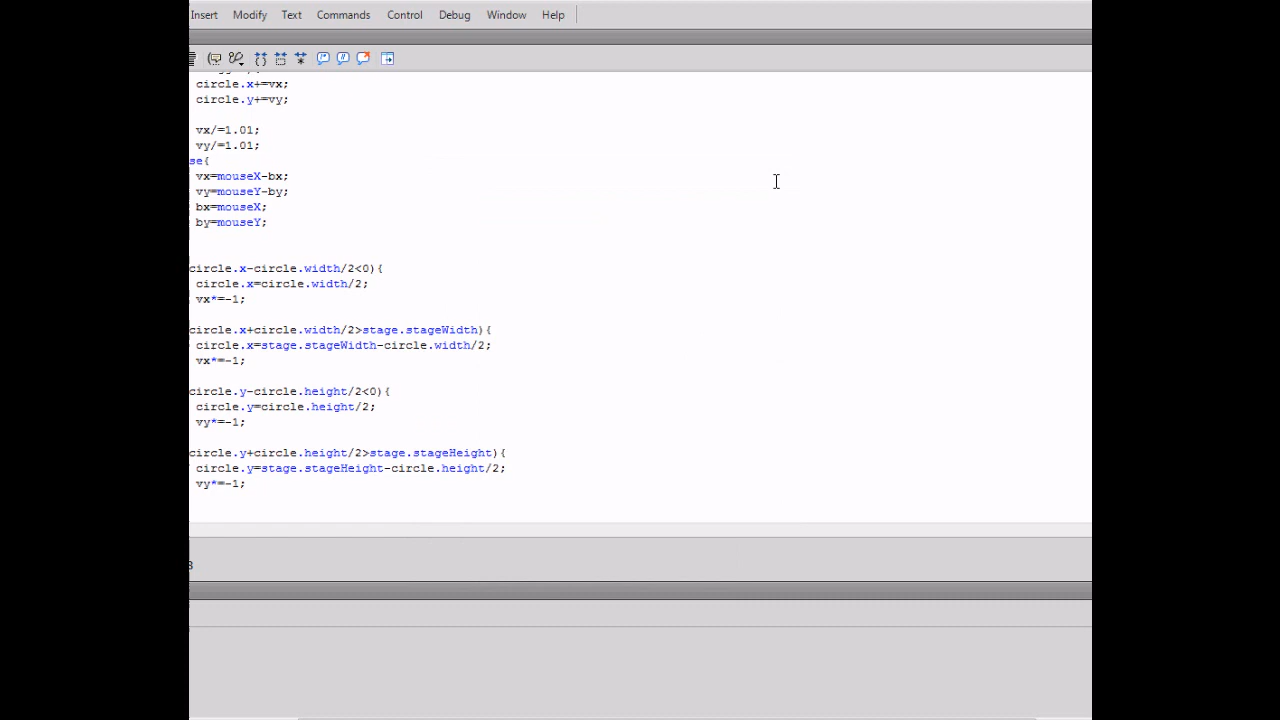 Insert Modify Text Commands Control Debug Window Help
circle.x+=vx;
circle.y+=vy;
vx/=1.01;
vy/=1.01;
se{
vx=mouseX-bx;
vy=mouseY-by;
bx=mouseX;
by=mouseY;
circle.x-circle.width/2<0){
circle.x=circle.width/2;
vx*=-1;
circle.x+circle.width/2>stage.stageWidth){
circle.x=stage.stageWidth-circle.width/2;
vx*=-1;
circle.y-circle.height/2<0){
circle.y=circle.height/2;
vy*=-1;
circle.y+circle.height/2>stage.stageHeight){
circle.y=stage.stageHeight-circle.height/2;
vy*=-1;